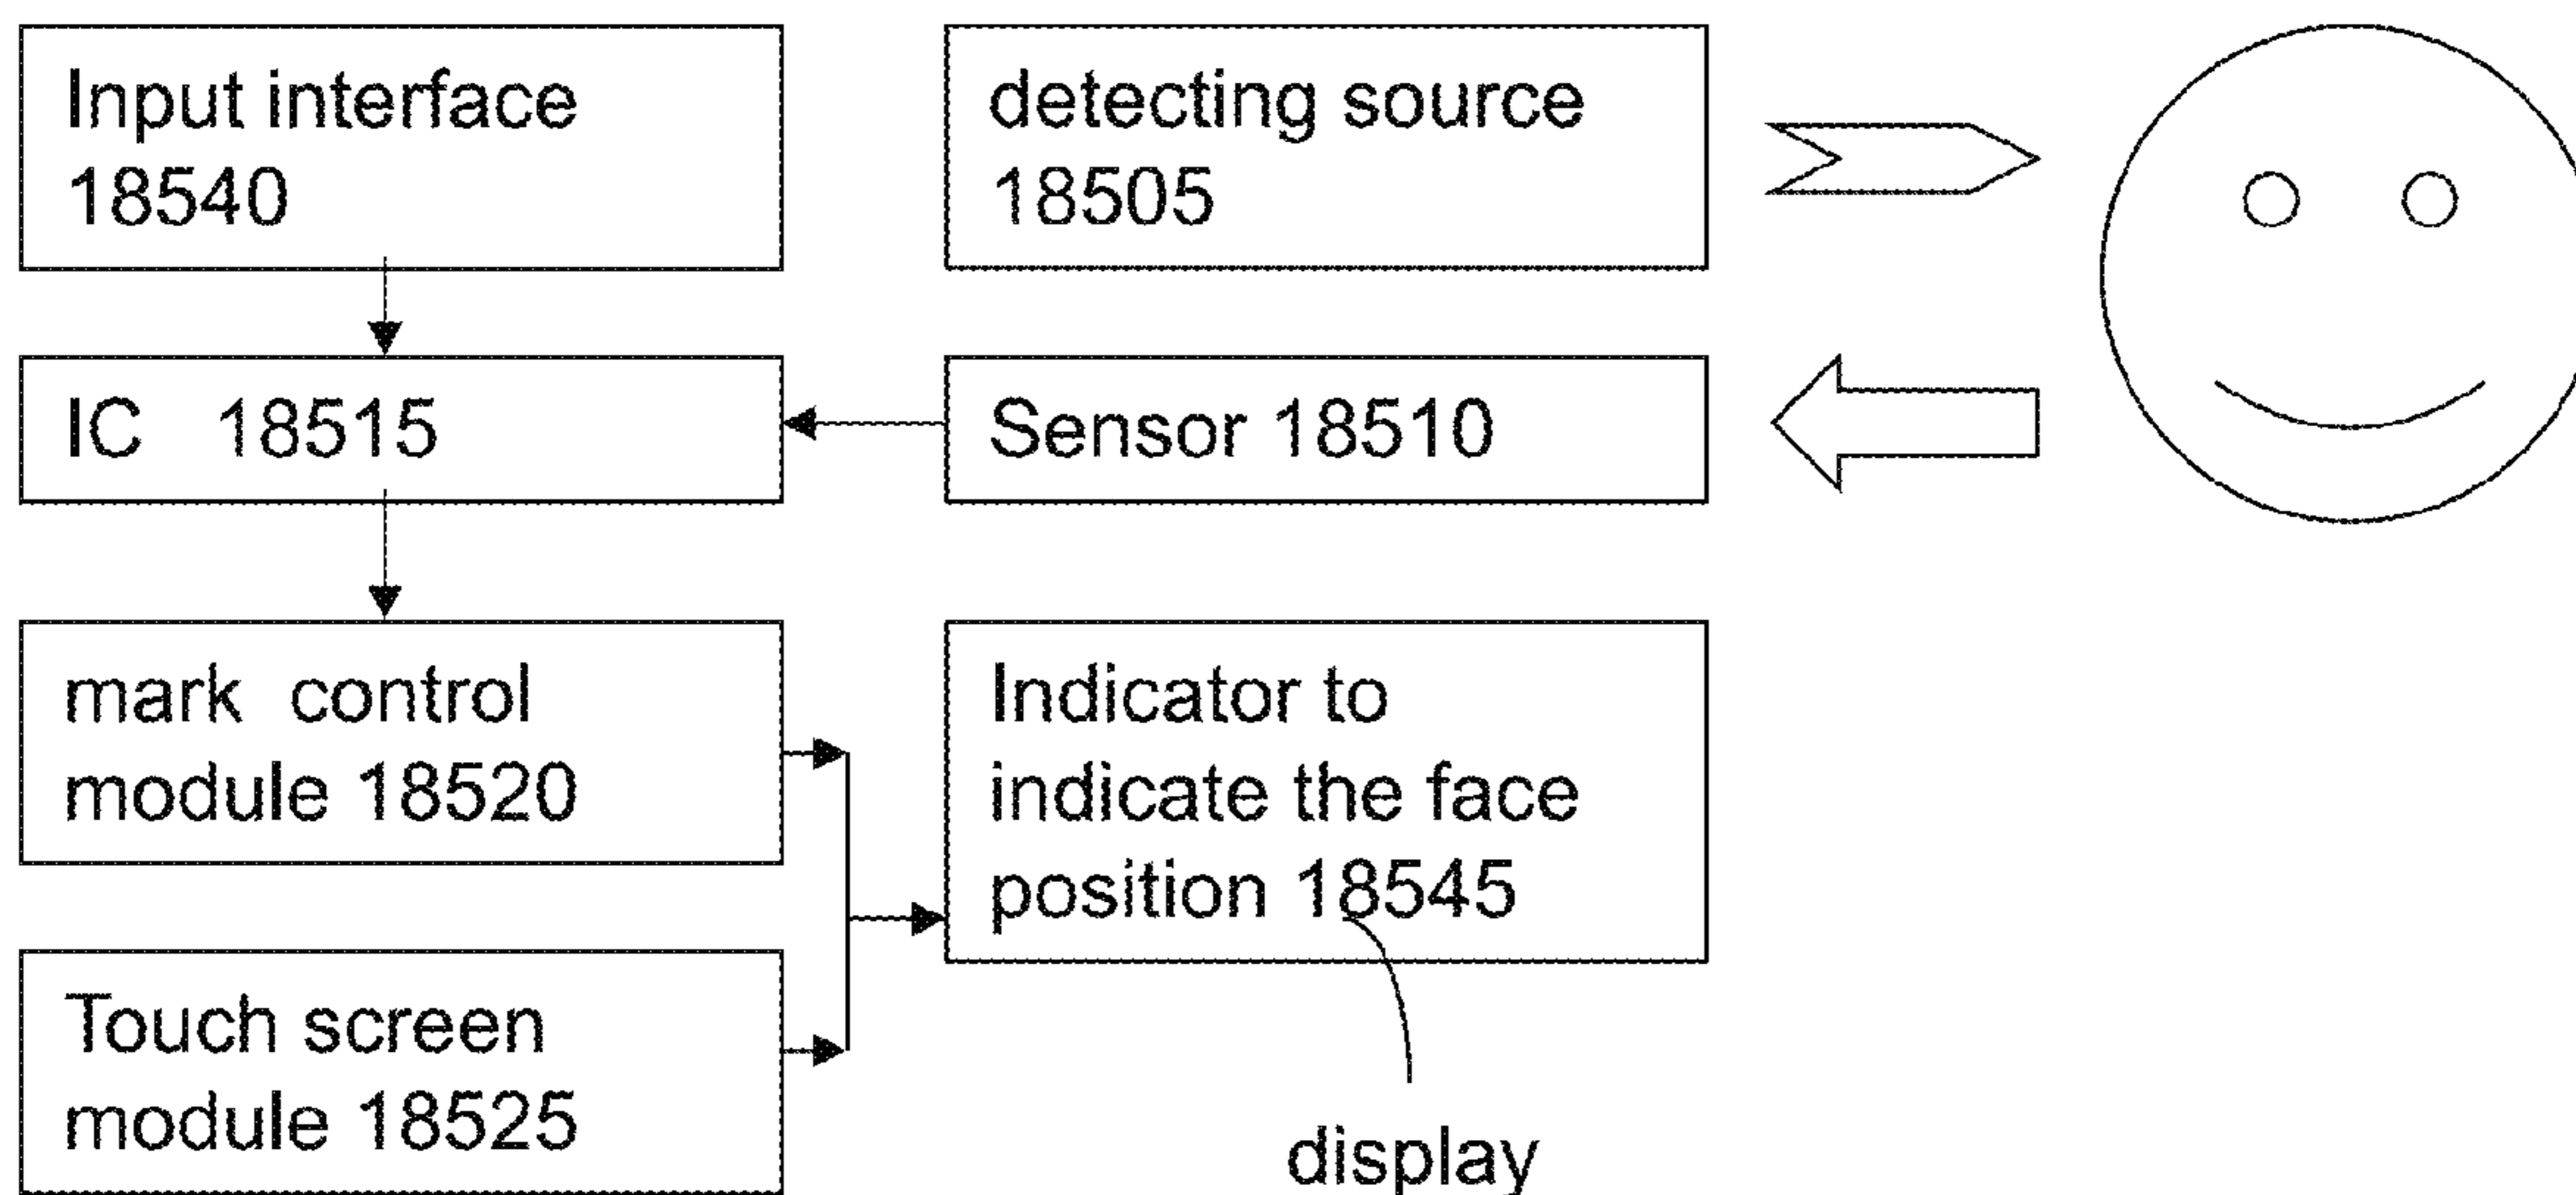 Input interface
18540
detecting source
18505
IC 18515
Sensor 18510
mark control
module 18520
Indicator to
indicate the face
position 18545
Touch screen
module 18525
display